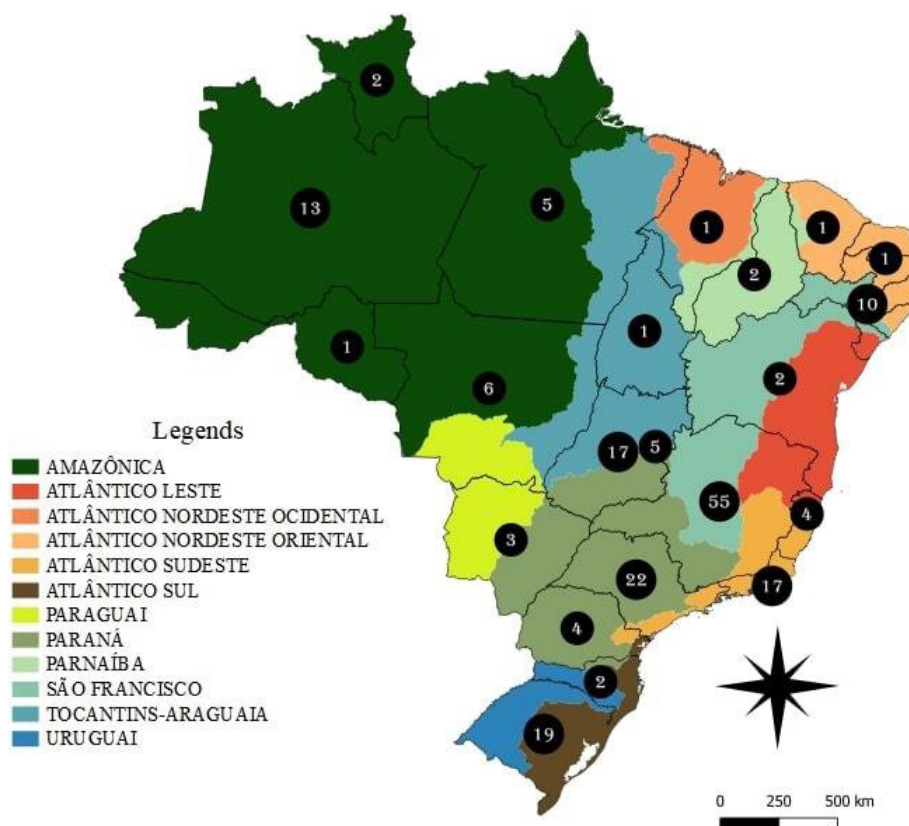 2
13
5
1
1
1
2
10
1
1
6
2
17
5
55
4
3
22
17
4
2
19
Legends
AMAZÔNICA
ATLÂNTICO LESTE
ATLÂNTICO NORDESTE OCIDENTAL
ATLÂNTICO NORDESTE ORIENTAL
ATLÂNTICO SUDESTE
ATLÂNTICO SUL
PARAGUAI
PARANÁ
PARNAÍBA
SÃO FRANCISCO
TOCANTINS-ARAGUAIA
URUGUAI
0 250 500 km